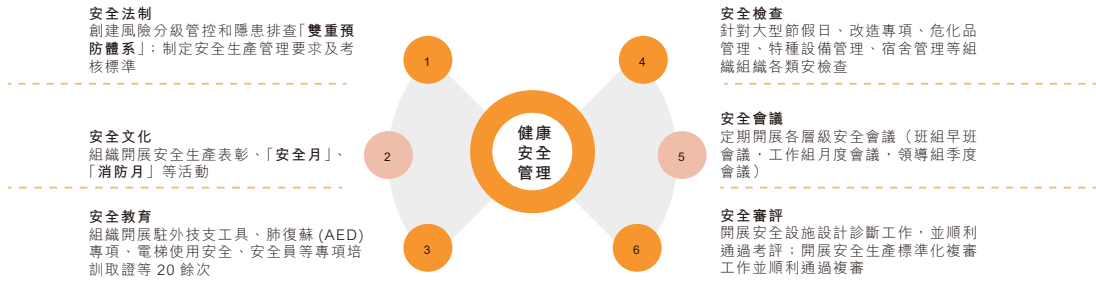 安全法制
創建風險分級管控和隱患排查「雙重預
防體系」；制定安全生產管理要求及考
核標準
1
安全文化
組織開展安全生產表彰、「安全月」、
「消防月」等活動
2
安全教育
組織開展駐外技支工具、肺復蘇 (AED)
專項、電梯使用安全、安全員等專項培
訓取證等 20 餘次
3
健康
安全
管理
4
安全檢查
針對大型節假日、改造專項、危化品
管理、特種設備管理、宿舍管理等組
織組織各類安檢查
5
安全會議
定期開展各層級安全會議（班組早班
會議，工作組月度會議，領導組季度
會議）
6
安全審評
開展安全設施設計診斷工作，並順利
通過考評；開展安全生產標準化複審
工作並順利通過複審